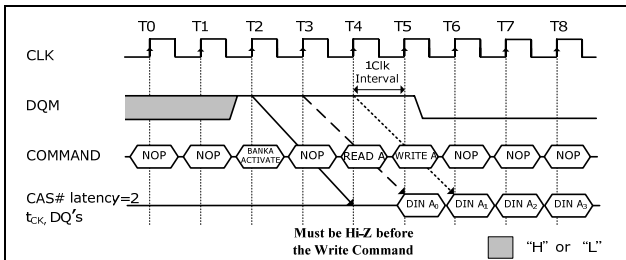 T0 T1 T2 T3 T4 T5 T6 T7 T8
CLK
1Clk
Interval
DQM
COMMAND NOP NOP BANKA ACTIVATE NOP READ A WRITE A NOP NOP NOP
CAS# latency=2
tCK, DQ's
DIN A0 DIN A1 DIN A2 DIN A3
Must be Hi-Z before
the Write Command
"H" or "L"